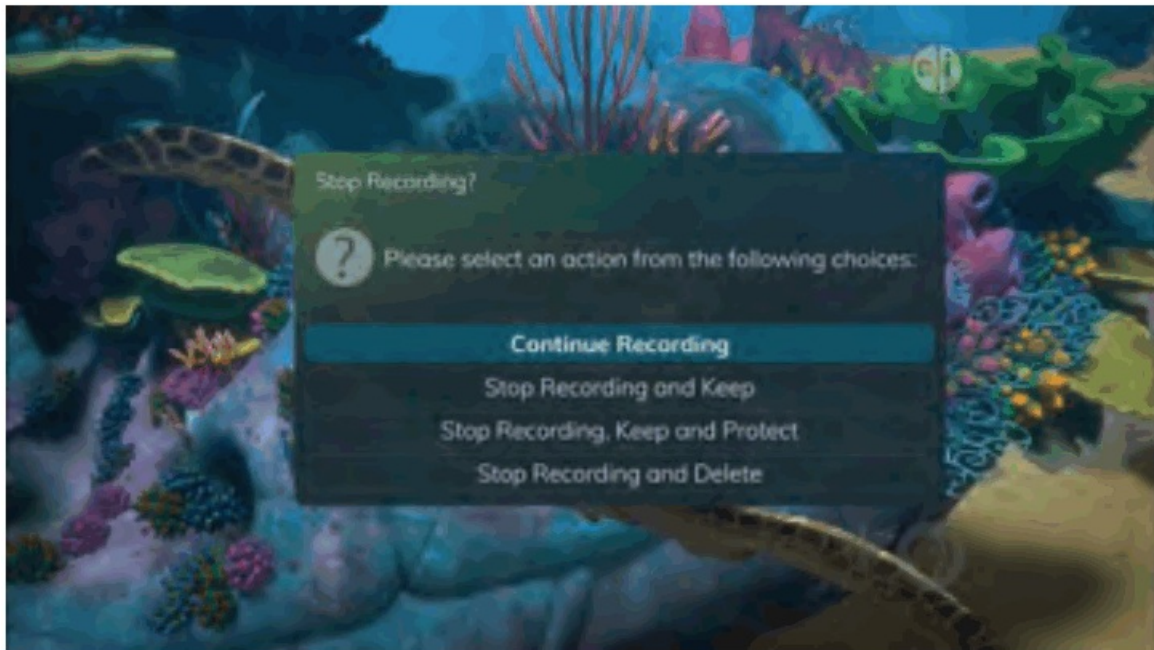 Stop Recording?
Please select an action from the following choices:
Continue Recording
Stop Recording and Keep
Stop Recording, Keep and Protect
Stop Recording and Delete